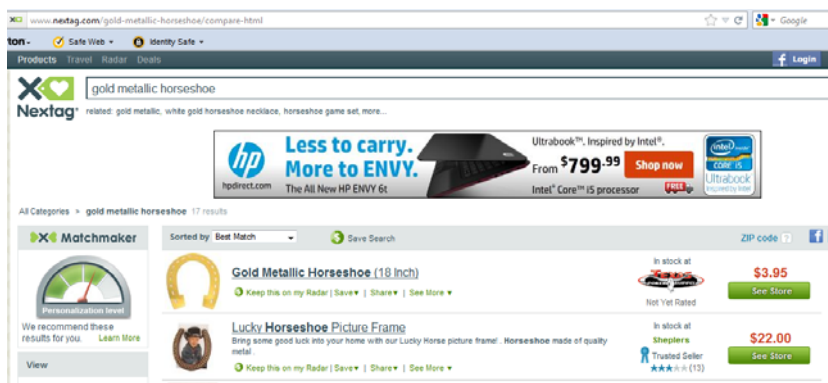 www.nextag.com/gold-metallic-horseshoe/compare-html
Google
ton
Safe Web
Identity Safe
Products Travel Radar Deals
f Login
gold metallic horseshoe
Nextag
related: gold metallic, white gold horseshoe necklace, horseshoe game set, more...
hp
hpdirect.com
Less to carry.
More to ENVY.
The All New HP ENVY 6t
Ultrabook™. Inspired by Intel®.
From $799.99
Shop now
Intel® Core™ i5 processor
FREE
intel
CORE i5
Ultrabook
Inspired by Intel
All Categories > gold metallic horseshoe 17 results
Matchmaker
Sorted by Best Match
Save Search
ZIP code ?
f
Personalization level
We recommend these
results for you. Learn More
View
Gold Metallic Horseshoe (18 Inch)
Keep this on my Radar | Save | Share | See More
In stock at
Not Yet Rated
$3.95
See Store
Lucky Horseshoe Picture Frame
Bring some good luck into your home with our Lucky Horse picture frame! . Horseshoe made of quality
metal .
Keep this on my Radar | Save | Share | See More
In stock at
Sheplers
Trusted Seller
(13)
$22.00
See Store